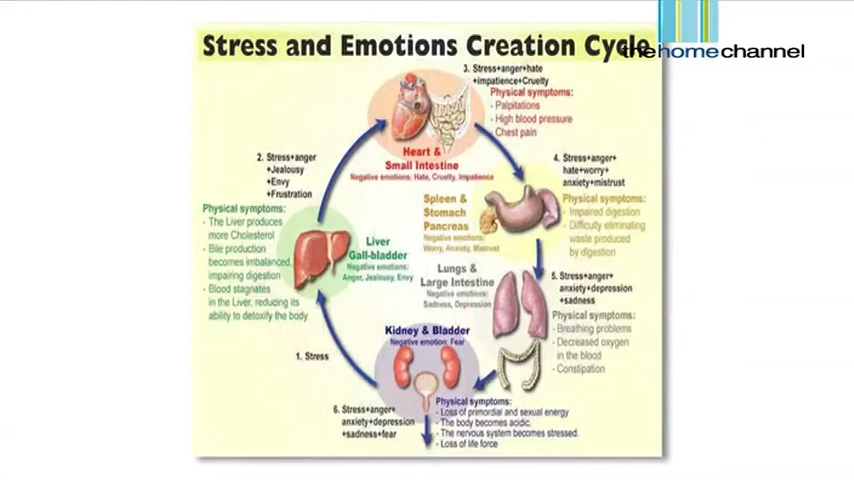 thehomechannel
Stress and Emotions Creation Cycle
3. Stress+anger+hate
+impatience+Cruelty
Physical symptoms:
- Palpitations
- High blood pressure
- Chest pain
Heart &
Small Intestine
Negative emotions: Hate, Cruelty, Impatience
2. Stress+anger
+Jealousy
+Envy
+Frustration
4. Stress+anger+
hate+worry+
anxiety+mistrust
Physical symptoms:
- Impaired digestion
- Difficulty eliminating
waste produced
by digestion
Spleen &
Stomach
Pancreas
Negative emotions:
Worry, Anxiety, Mistrust
Physical symptoms:
- The Liver produces
more Cholesterol
- Bile production
becomes imbalanced,
impairing digestion
- Blood stagnates
in the Liver, reducing its
ability to detoxify the body
Liver
Gall-bladder
Negative emotions:
Anger, Jealousy, Envy
Lungs &
Large Intestine
Negative emotions:
Sadness, Depression
5. Stress+anger+
anxiety+depression
+sadness
Physical symptoms:
- Breathing problems
- Decreased oxygen
in the blood
- Constipation
Kidney & Bladder
Negative emotion: Fear
1. Stress
6. Stress+anger+
anxiety+depression
+sadness+fear
Physical symptoms:
- Loss of primordial and sexual energy
- The body becomes acidic.
- The nervous system becomes stressed.
- Loss of life force